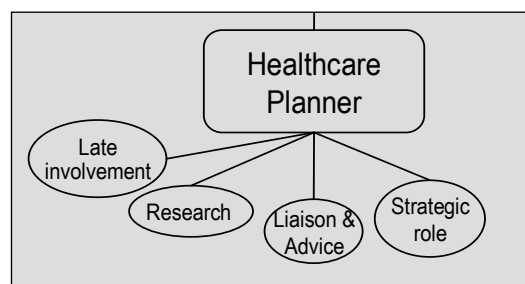 Healthcare
Planner
Late
involvement
Research
Liaison &
Advice
Strategic
role